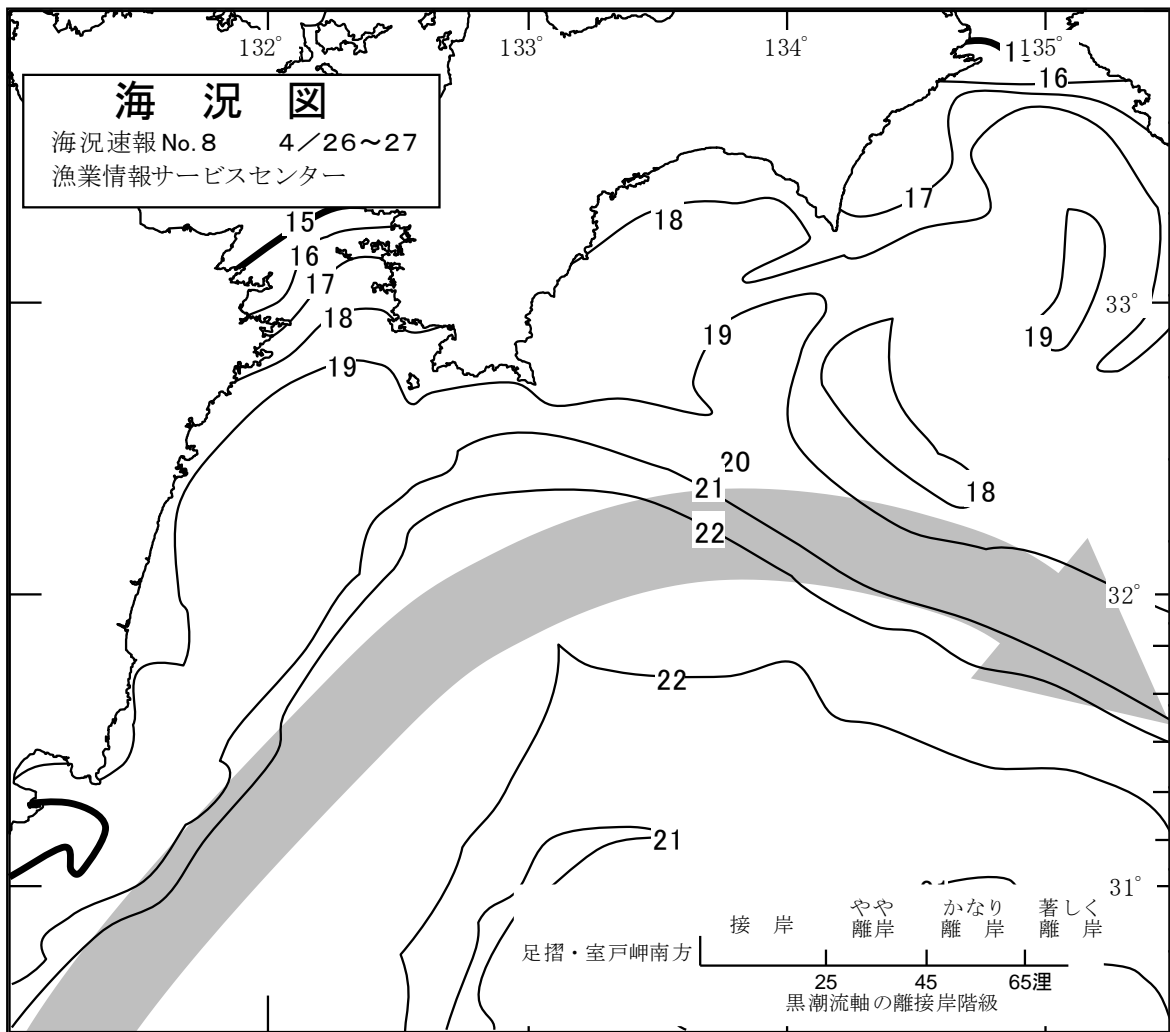 132°
133°
134°
135°
海況図
海況速報 No.8 4/26~27
漁業情報サービスセンター
16
17
18
15
16
17
18
19
33°
19
19
20
21
22
18
32°
22
21
31°
接岸
やや離岸
かなり離岸
著しく離岸
足摺・室戸岬南方
25 45 65浬
黒潮流軸の離接岸階級